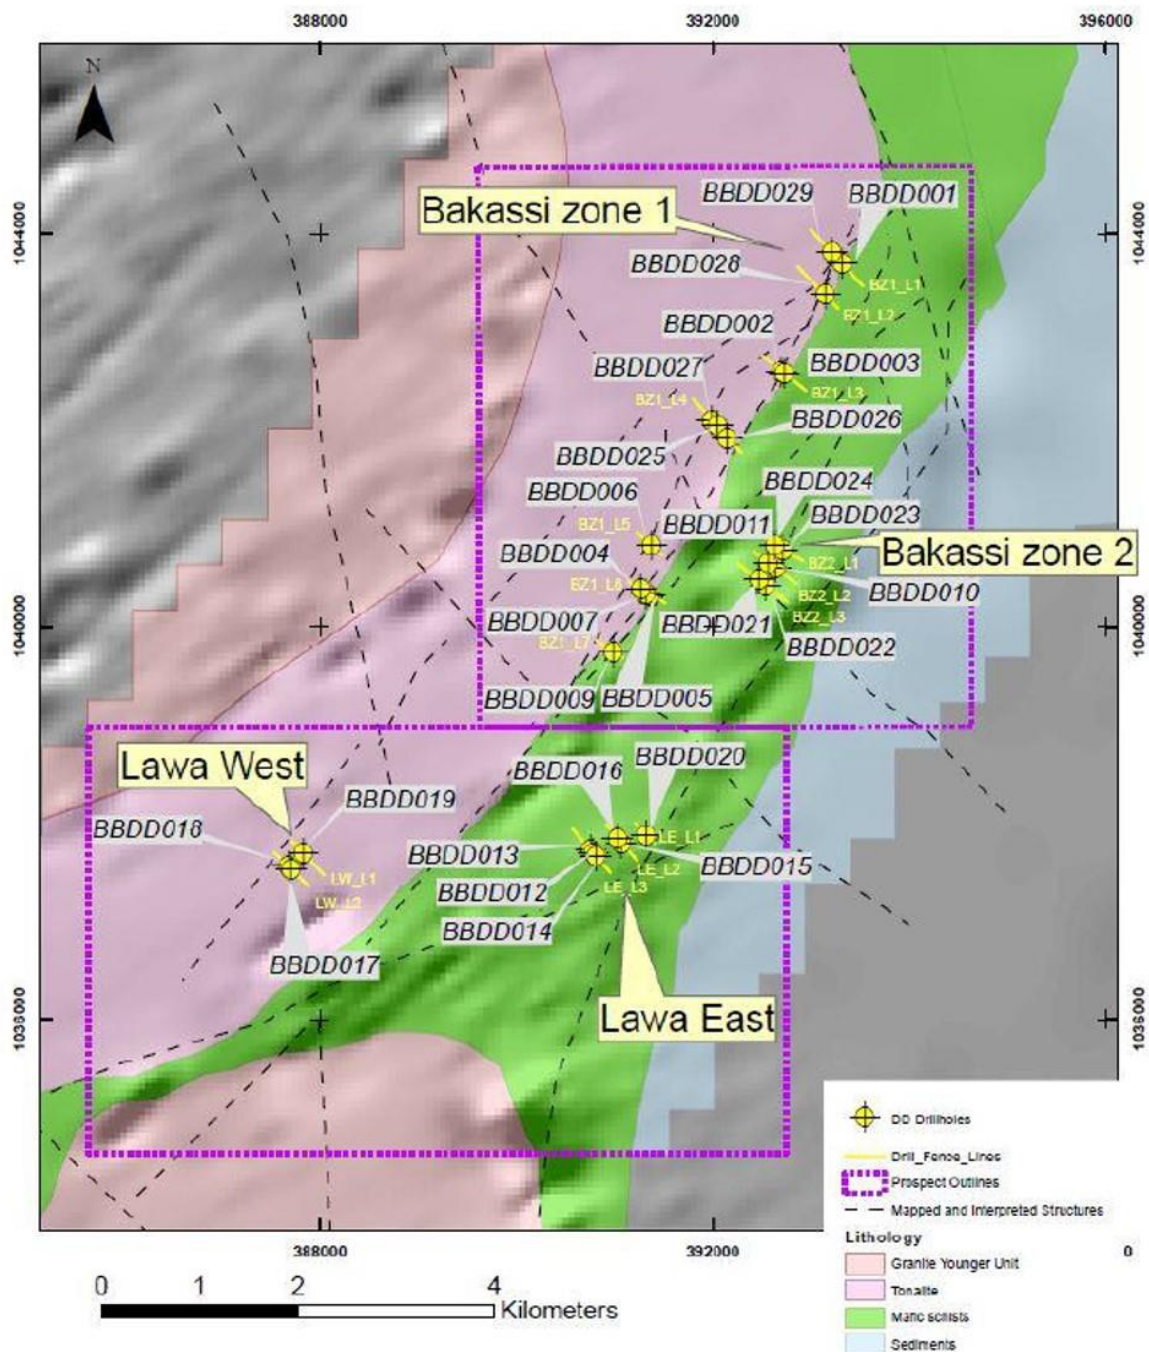 388000
392000
396000
N
1044000
1044000
BBDD029
BBDD001
Bakassi zone 1
BBDD028
BZ1_L1
BZ1_L2
BBDD002
BBDD027
BBDD003
BZ1_L3
BZ1_L4
BBDD026
BBDD025
BBDD024
BBDD006
BBDD023
BZ1_L5
BBDD011
Bakassi zone 2
BBDD004
BZ2_L1
BZ1_L6
BBDD010
BZ2_L2
BBDD007
BBDD021
BZ2_L3
1040000
1040000
BZ1_L7
BBDD022
BBDD009
BBDD005
Lawa West
BBDD020
BBDD016
BBDD019
BBDD018
LE_L1
BBDD013
BBDD015
LE_L2
LW_L1
BBDD012
LE_L3
LW_L2
BBDD014
BBDD017
Lawa East
1036000
1036000
DD Drillholes
Drill_Fence_Lines
Prospect Outlines
Mapped and Interpreted Structures
Lithology
Granite Younger Unit
Tonalite
Mafic schists
Sediments
388000
392000
0
0 1 2 4
Kilometers